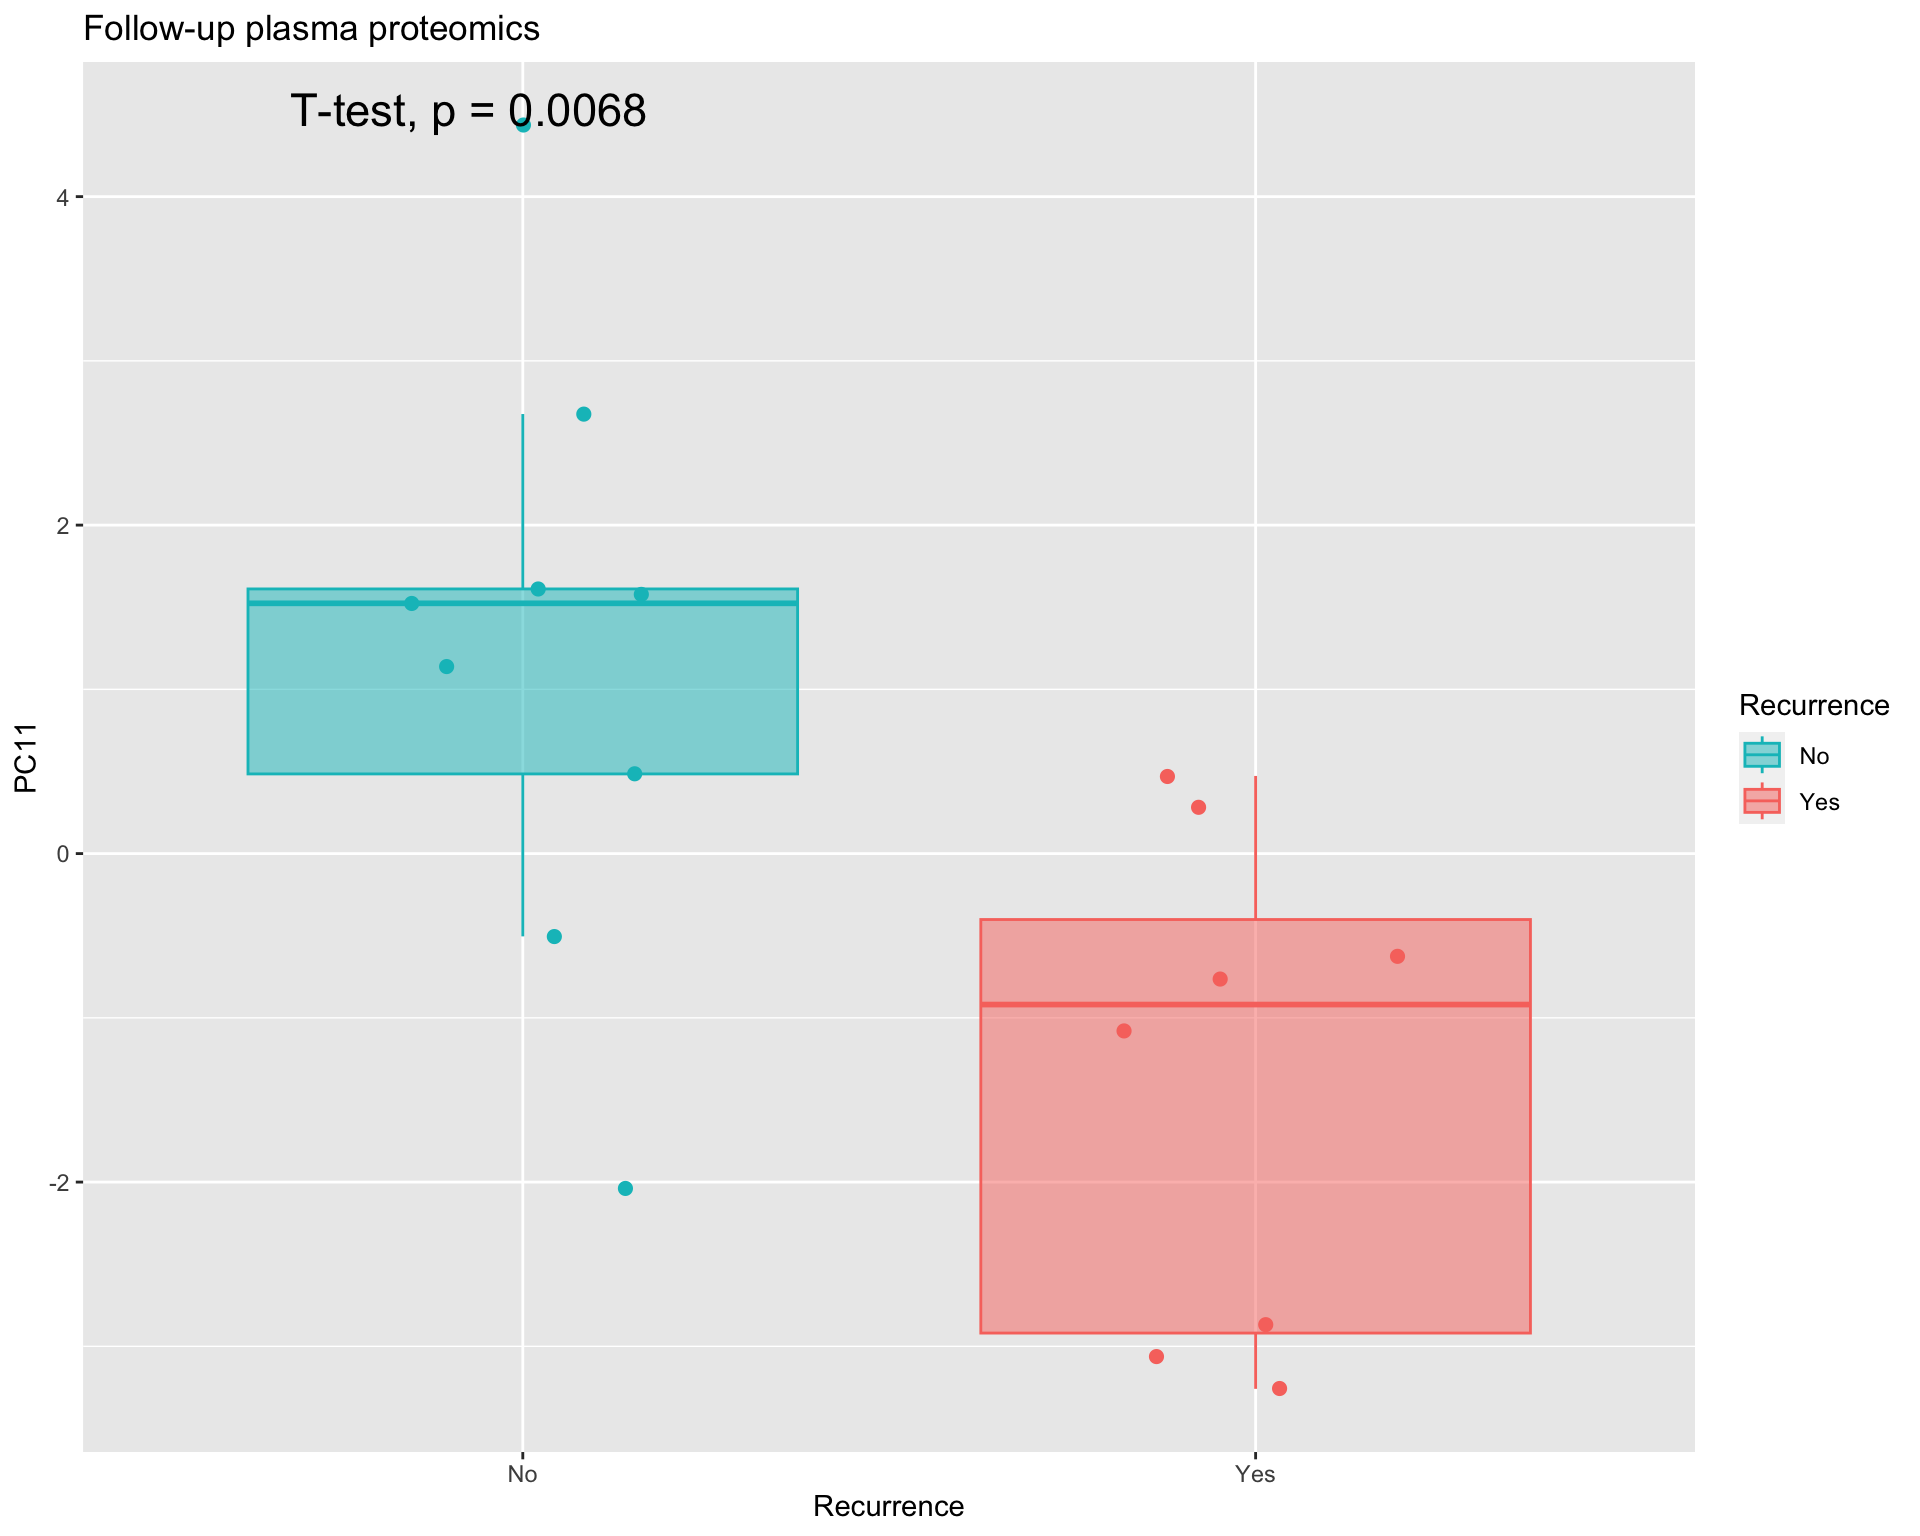 Follow-up plasma proteomics
T-test, p = 0.0068
4
2
0
-2
PC11
No
Yes
Recurrence
Recurrence
No
Yes